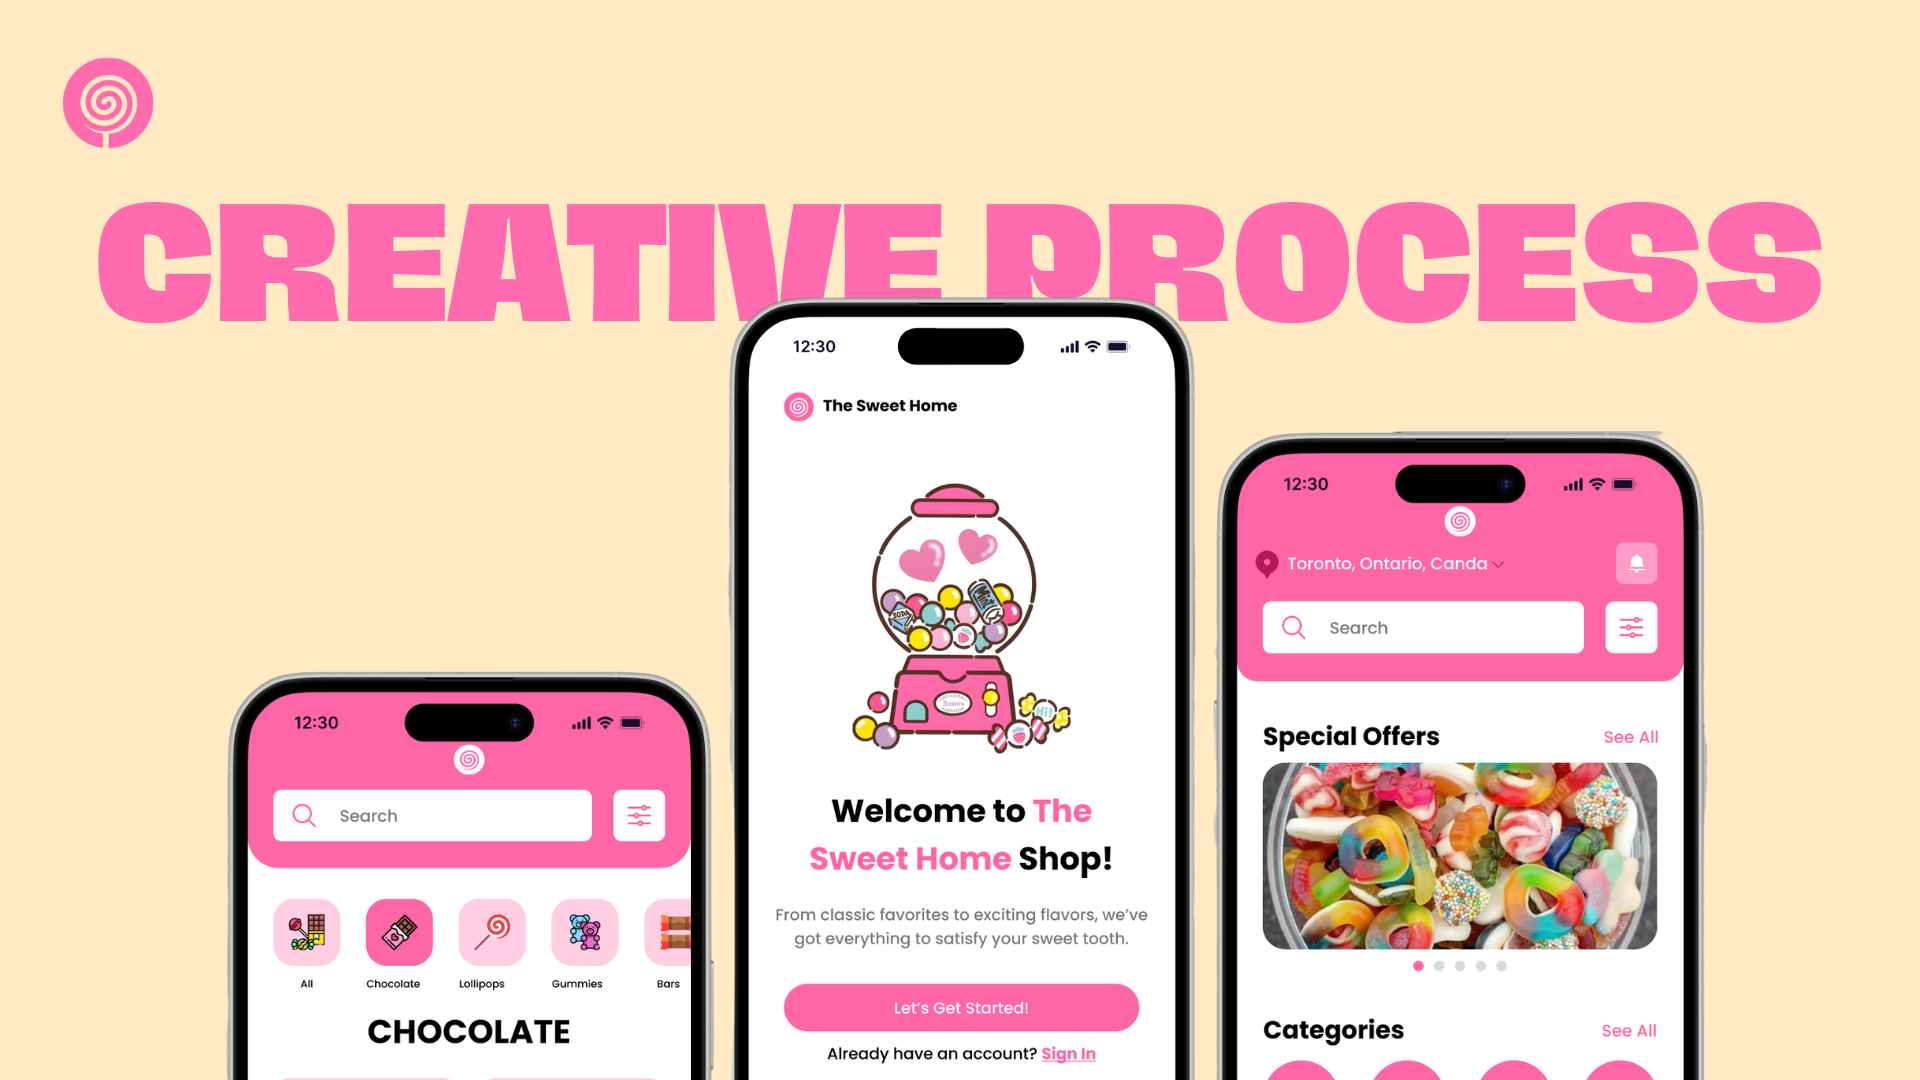 CREATIVE PROCESS
12:30
Search
All
Chocolate
Lollipops
Gummies
Bars
CHOCOLATE
12:30
The Sweet Home
SODA
Mint
Hi!
Welcome to The
Sweet Home Shop!
From classic favorites to exciting flavors, we've
got everything to satisfy your sweet tooth.
Let's Get Started!
Already have an account? Sign In
12:30
Toronto, Ontario, Canda
Search
Special Offers
See All
Categories
See All